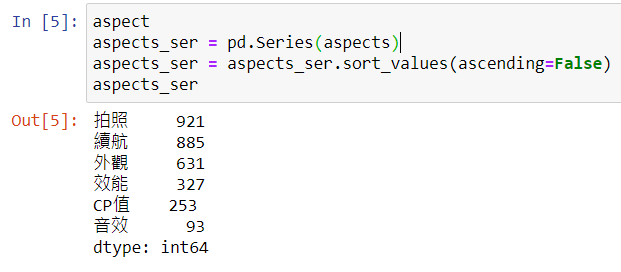 In [5]: aspect
aspects_ser = pd.Series(aspects)
aspects_ser = aspects_ser.sort_values(ascending=False)
aspects_ser
Out[5]: 拍照 921
續航 885
外觀 631
效能 327
CP值 253
音效 93
dtype: int64